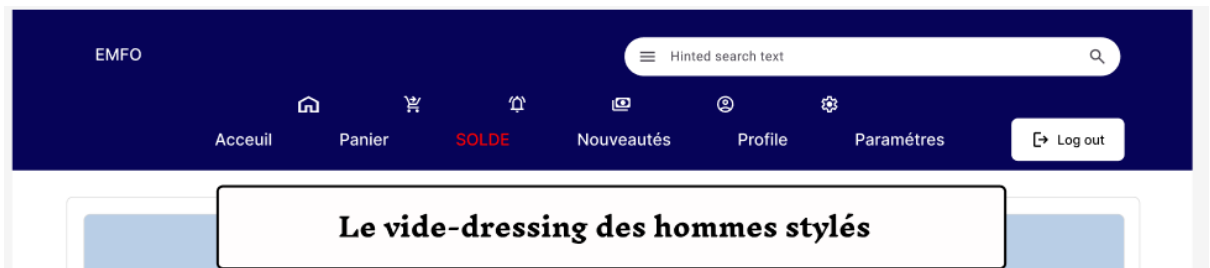 EMFO
Hinted search text
Acceuil Panier SOLDE Nouveautés Profile Paramétres Log out
Le vide-dressing des hommes stylés